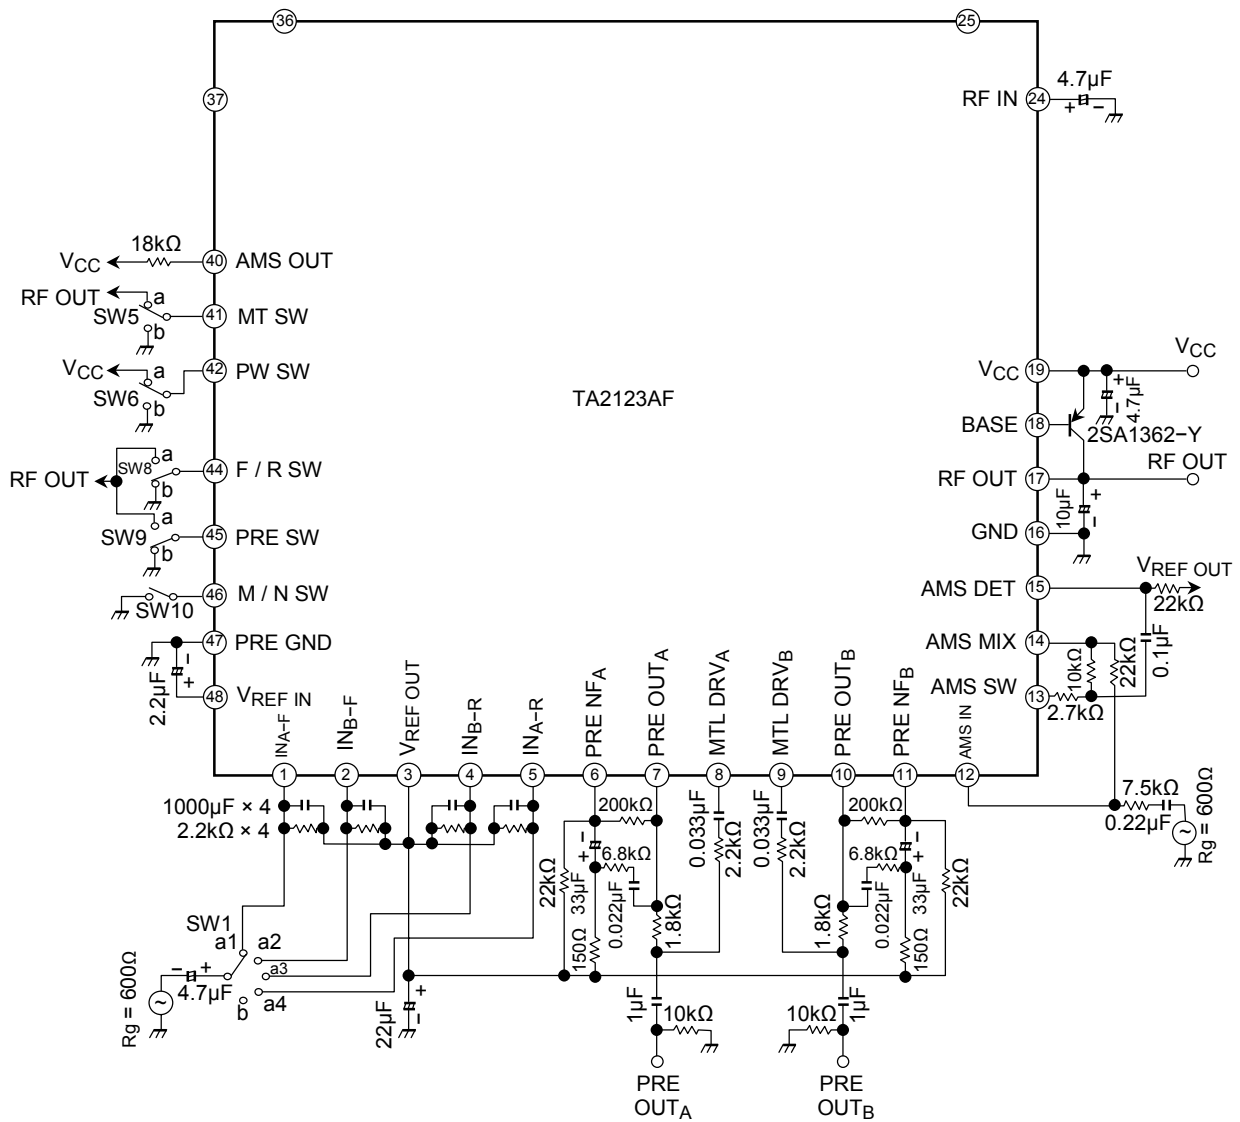 36
25
37
RF IN
24
4.7μF
+
−
18kΩ
VCC
40
AMS OUT
RF OUT
a
SW5
b
41
MT SW
VCC
a
SW6
b
42
PW SW
TA2123AF
VCC
19
VCC
+
−
4.7μF
BASE
18
2SA1362−Y
RF OUT
17
RF OUT
10μF
+
−
GND
16
RF OUT
SW8
a
b
44
F / R SW
SW9
a
b
45
PRE SW
SW10
46
M / N SW
47
PRE GND
2.2μF
−
+
48
VREF IN
AMS DET
15
VREF OUT
22kΩ
AMS MIX
14
10kΩ
22kΩ
0.1μF
AMS SW
13
2.7kΩ
INA−F
INB−F
VREF OUT
INB−R
INA−R
PRE NFA
PRE OUTA
MTL DRVA
MTL DRVB
PRE OUTB
PRE NFB
AMS IN
1
2
3
4
5
6
7
8
9
10
11
12
1000μF × 4
2.2kΩ × 4
200kΩ
−
+
6.8kΩ
22kΩ
33μF
150Ω
0.022μF
1.8kΩ
0.033μF
2.2kΩ
0.033μF
2.2kΩ
200kΩ
−
+
6.8kΩ
1.8kΩ
0.022μF
33μF
150Ω
22kΩ
7.5kΩ
0.22μF
Rg = 600Ω
SW1
a1
a2
a3
a4
b
−
+
4.7μF
Rg = 600Ω
22μF
+
−
1μF
10kΩ
10kΩ
1μF
PRE
OUTA
PRE
OUTB